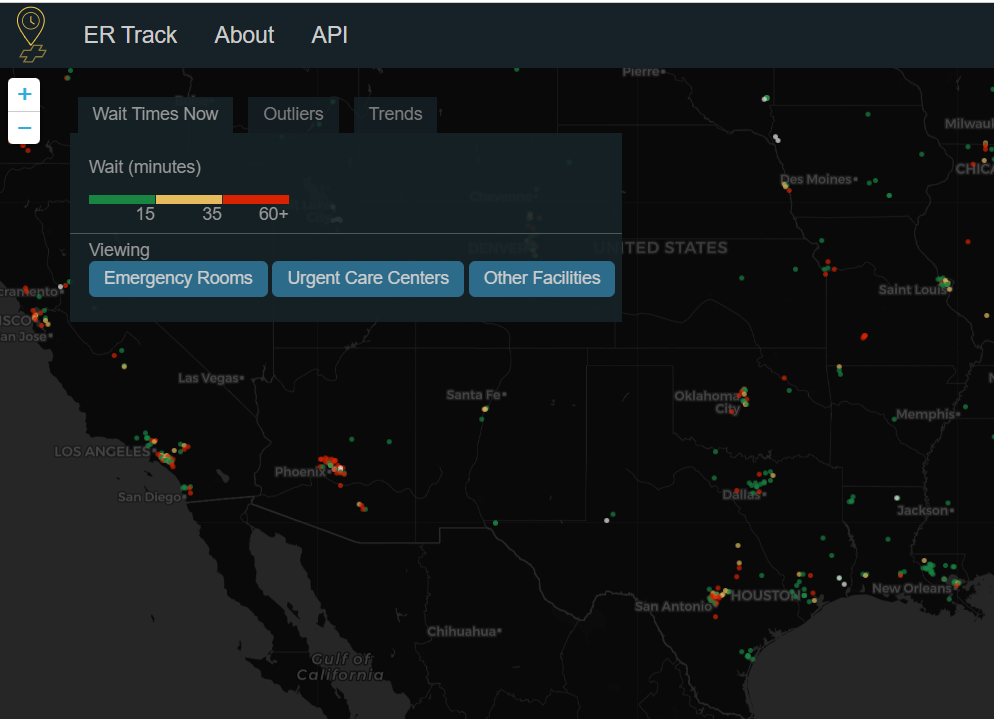 ER Track About API
Pierre
Wait Times Now Outliers Trends
Milwau
Wait (minutes)
CHICA
Des Moines
15 35 60+
Cheyenne
DENVER
UNITED STATES
Viewing
Emergency Rooms Urgent Care Centers Other Facilities
cramento
Saint Louis
ISCO
an Jose
Las Vegas
Santa Fe
Oklahoma
City
Memphis
LOS ANGELES
Phoenix
San Diego
Dallas
Jackson
New Orleans
HOUSTON
San Antonio
Chihuahua
Gulf of
California